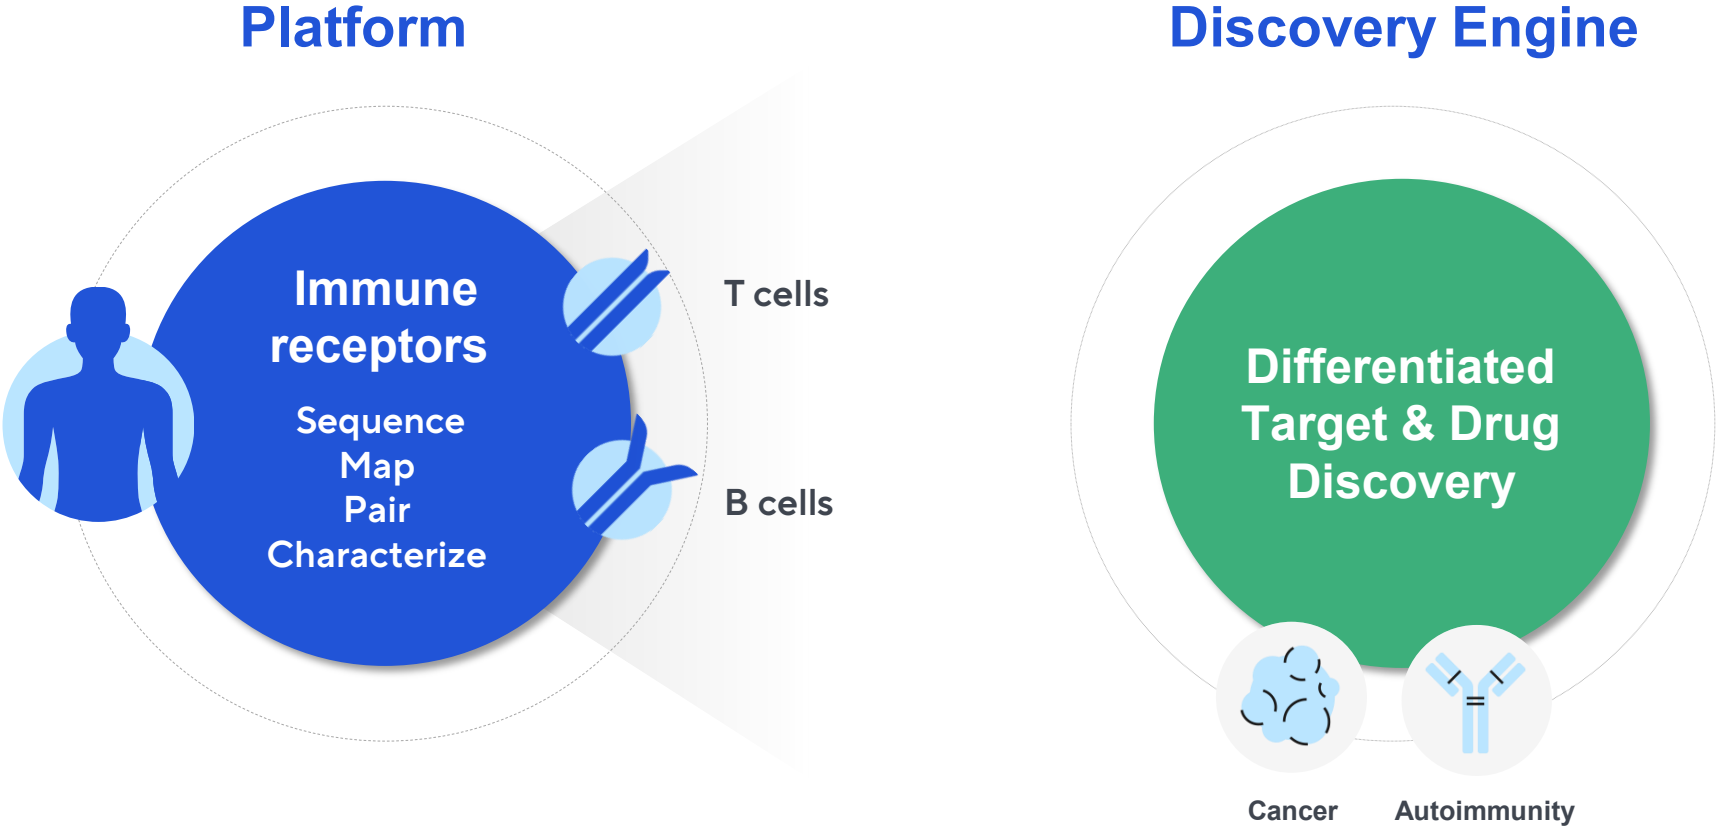 Platform
Immune
receptors
Sequence
Map
Pair
Characterize
T cells
B cells
Discovery Engine
Differentiated
Target & Drug
Discovery
Cancer
Autoimmunity